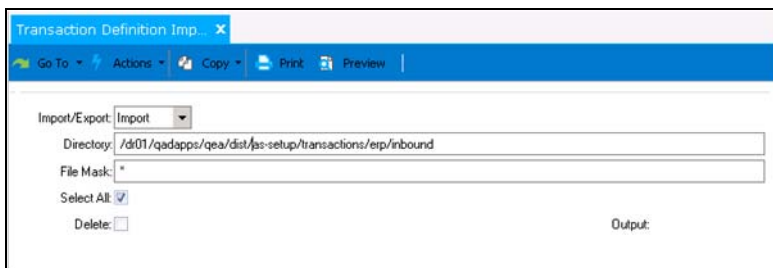 Transaction Definition Imp... X
Go To Actions Copy Print Preview
Import/Export: Import
Directory: /dr01/qadapps/qea/dist/as-setup/transactions/erp/inbound
File Mask: *
Select All:
Delete: Output: